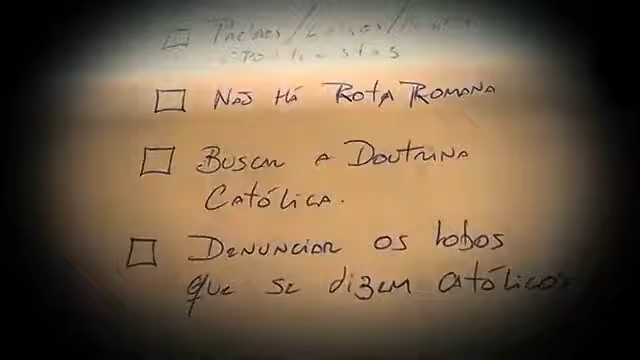 Não Há Rota Romana
Buscar a Doutrina
Católica.
Denunciar os lobos
que se dizem católicos